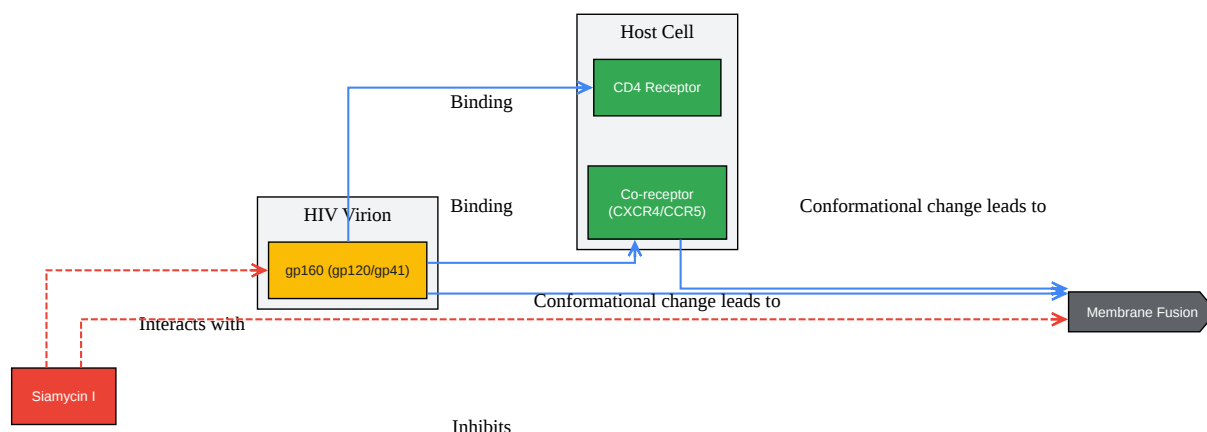 Host Cell
CD4 Receptor
Binding
Co-receptor
(CXCR4/CCR5)
Binding
Conformational change leads to
HIV Virion
gp160 (gp120/gp41)
Conformational change leads to
Membrane Fusion
Interacts with
Siamycin I
Inhibits